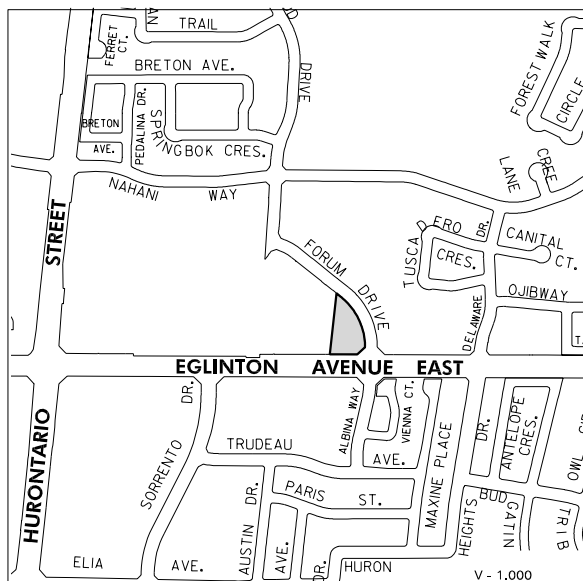 TRAIL
DRIVE
FERRET
CT.
BRETON AVE.
FOREST WALK
CIRCLE
BRETON
AVE.
PEDALINA DR.
SPRINGBOK CRES.
CREE
LANE
NAHANI WAY
STREET
FORUM DRIVE
TUSCADERO
CRES.
DR.
CANITAL
CT.
OJIBWAY
DELAWARE
EGLINTON AVENUE EAST
DR.
SORRENTO
HURONTARIO
TRUDEAU
AVE.
ALBINA WAY
VIENNA CT.
MAXINE PLACE
DR.
ANTELOPE
CRES.
PARIS ST.
AUSTIN
DR.
AVE.
DR.
HURON
HEIGHTS
BUD
GATIN
TRIB
OWL
ELIA AVE.
V - 1.000